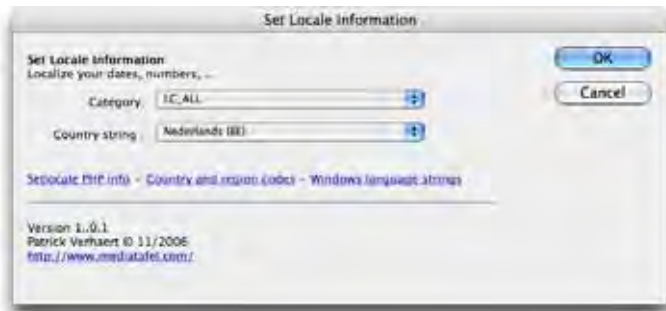 Set Locale Information
Set Locale Information
Localize your dates, numbers, ...
OK
Category LC_ALL
Cancel
Country string Nederlands (BE)
Setlocale PHP info - Country and region codes - Windows language strings
Version 1..0.1
Patrick Verhaert © 11/2006
http://www.mediatafel.com/